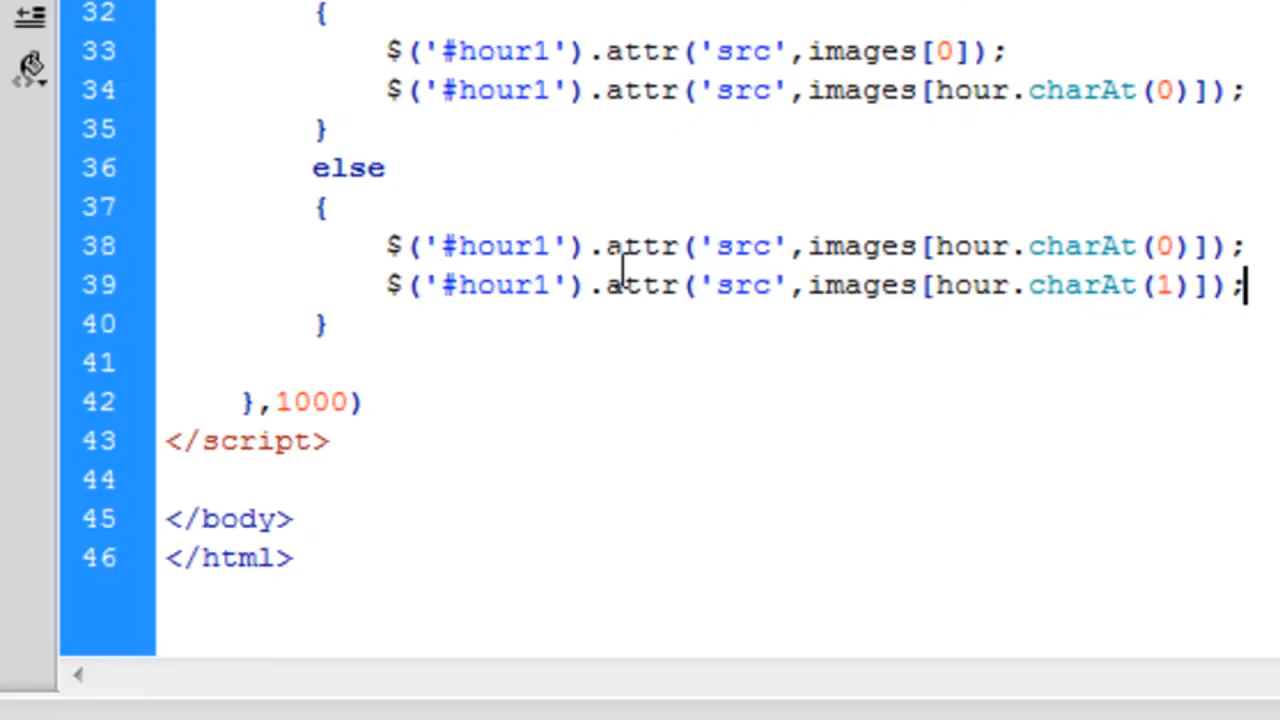 32 {
33 $('#hour1').attr('src',images[0]);
34 $('#hour1').attr('src',images[hour.charAt(0)]);
35 }
36 else
37 {
38 $('#hour1').attr('src',images[hour.charAt(0)]);
39 $('#hour1').attr('src',images[hour.charAt(1)]);
40 }
41
42 },1000)
43 </script>
44
45 </body>
46 </html>